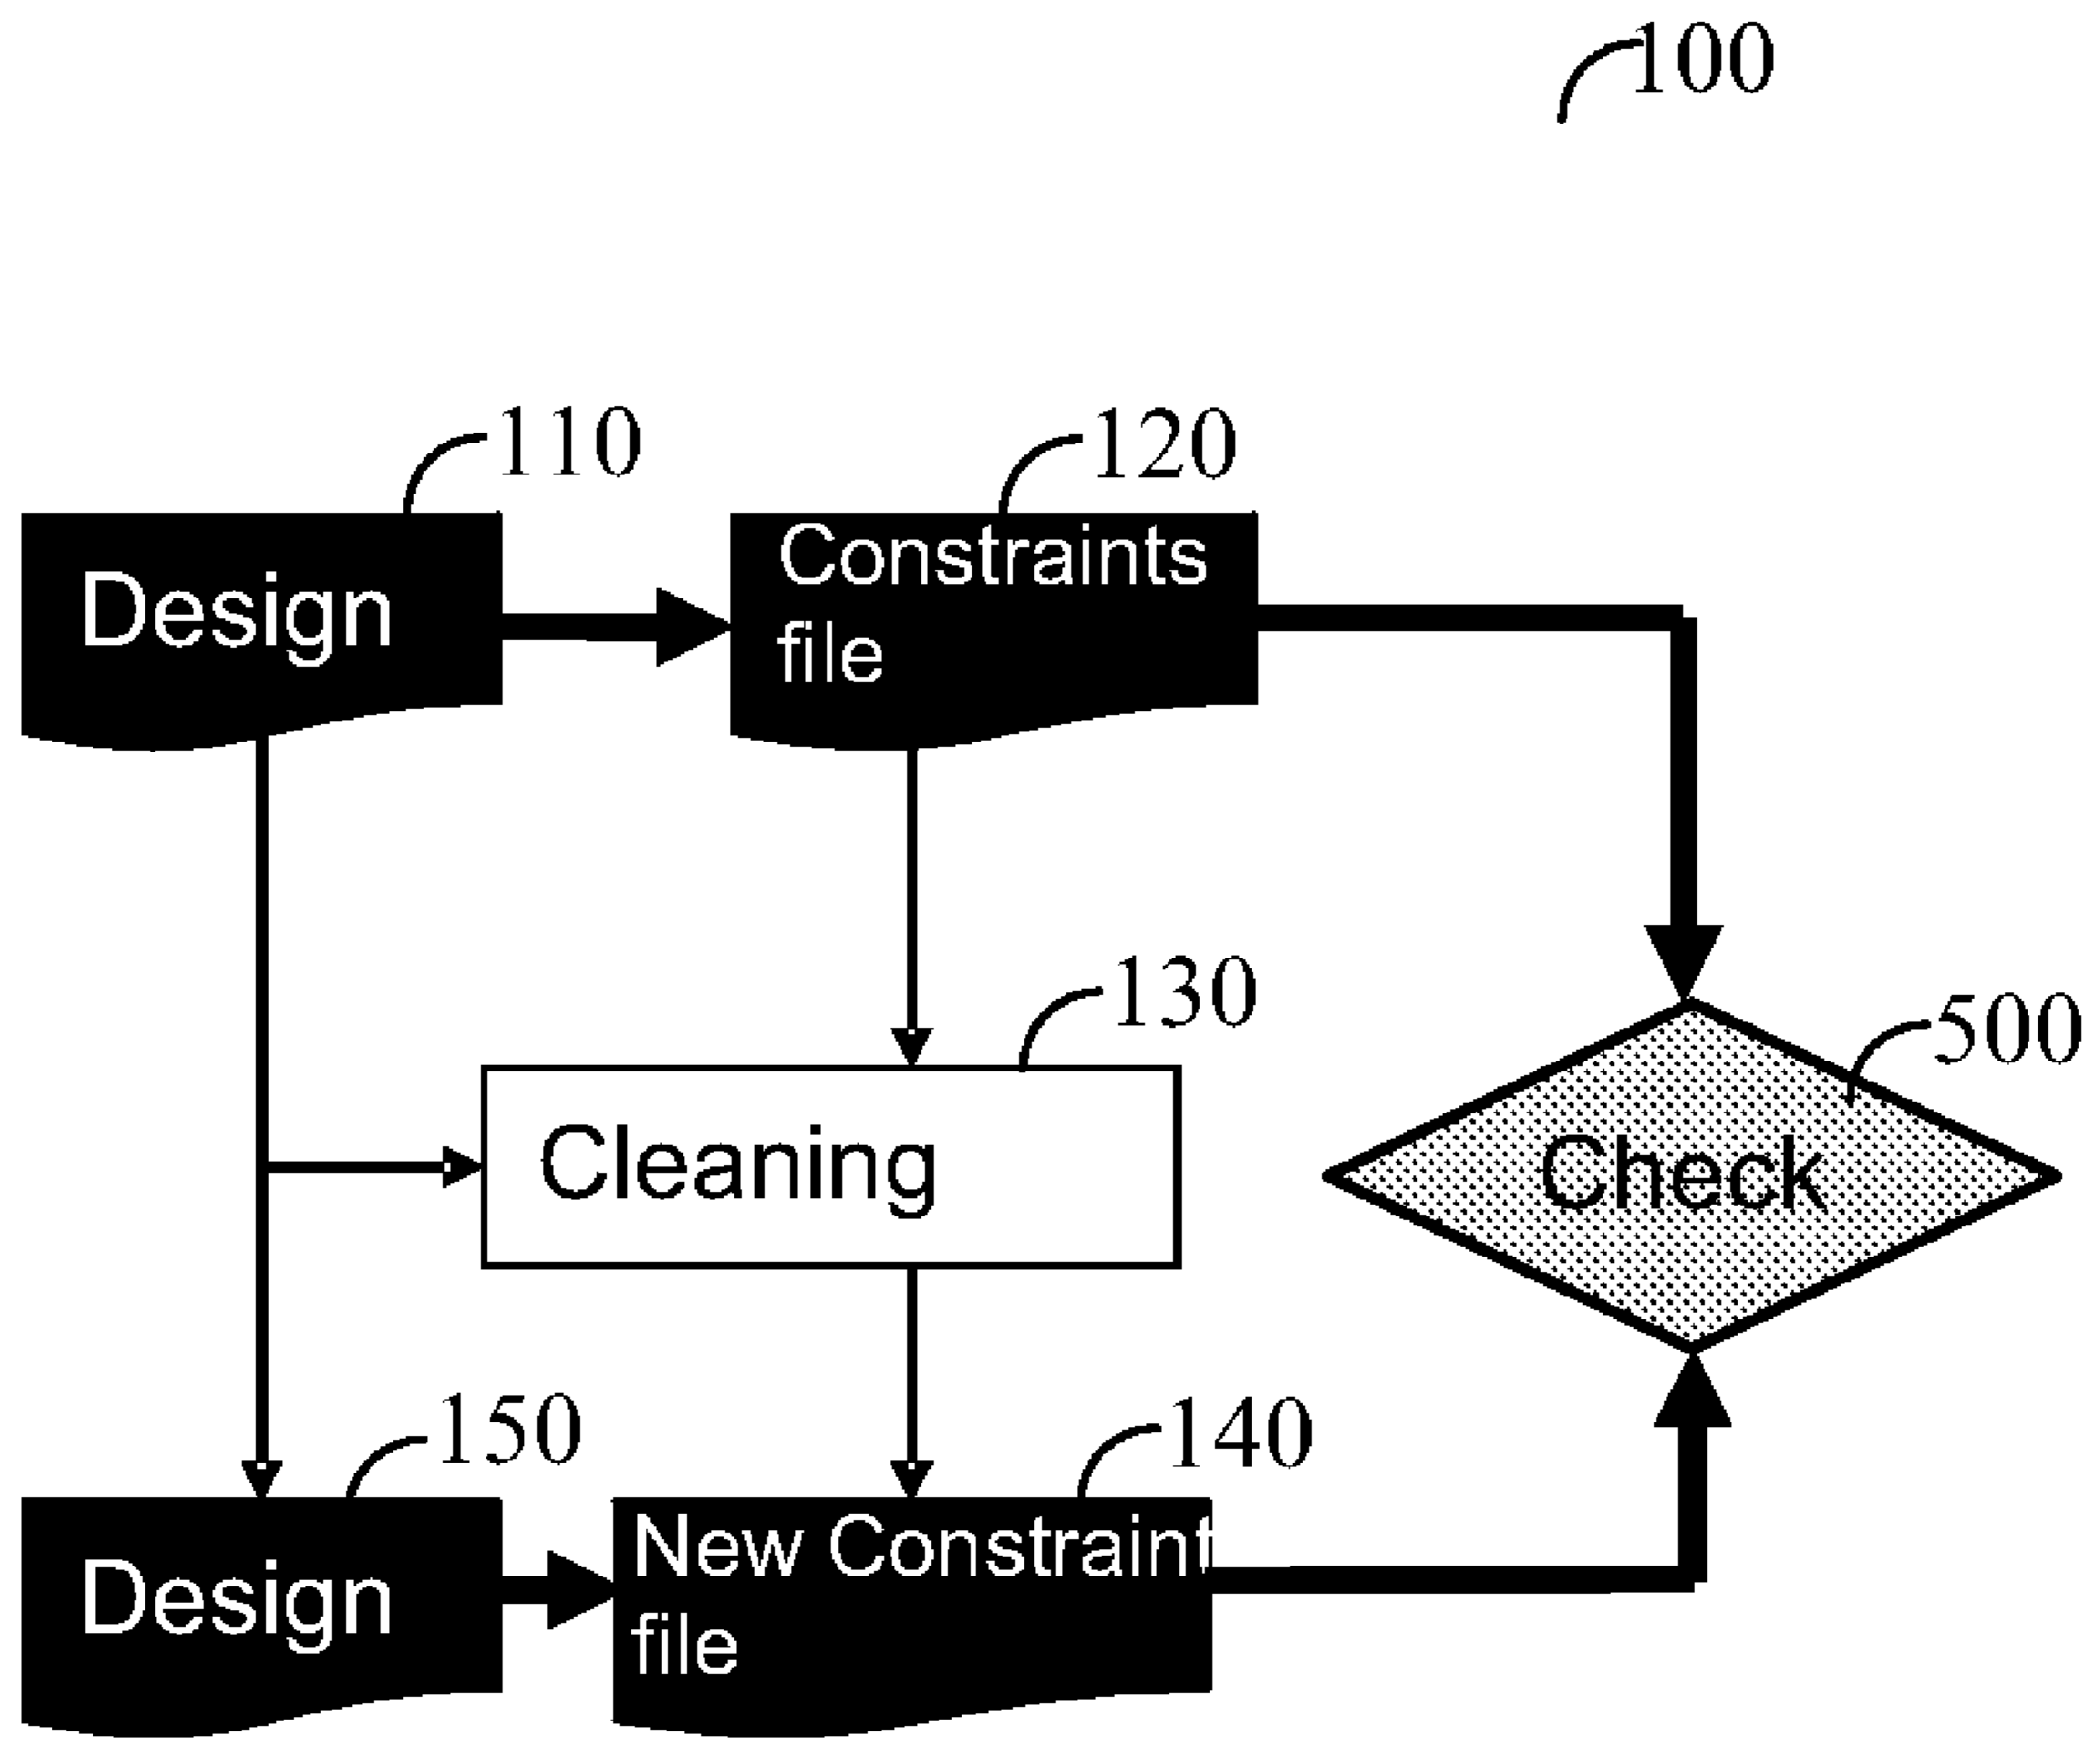 100
110
120
Design
Constraints
file
130
500
Cleaning
Check
150
140
Design
New Constraint
file